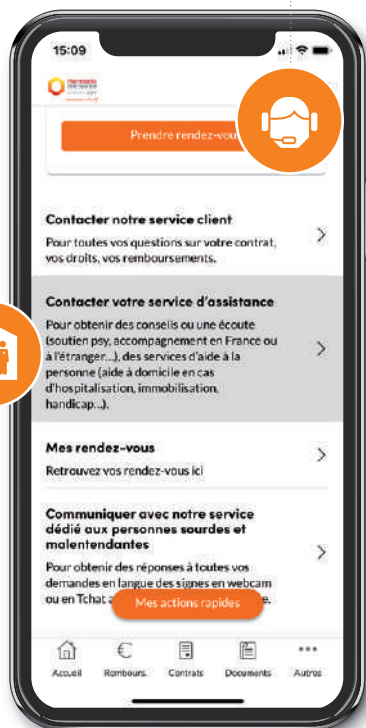 15:09
Harmonie
Prendre rendez-vou
Contacter notre service client
Pour toutes vos questions sur votre contrat,
vos droits, vos remboursements.
Contacter votre service d'assistance
Pour obtenir des conseils ou une écoute
(soutien psy, accompagnement en France ou
à l'étranger...), des services d'aide à la
personne (aide à domicile en cas
d'hospitalisation, immobilisation,
handicap...).
Mes rendez-vous
Retrouvez vos rendez-vous ici
Communiquer avec notre service
dédié aux personnes sourdes et
malentendantes
Pour obtenir des réponses à toutes vos
demandes en langue des signes en webcam
ou en Tchat
Mes actions rapides
Accueil Rembours. Contrats Documents Autres